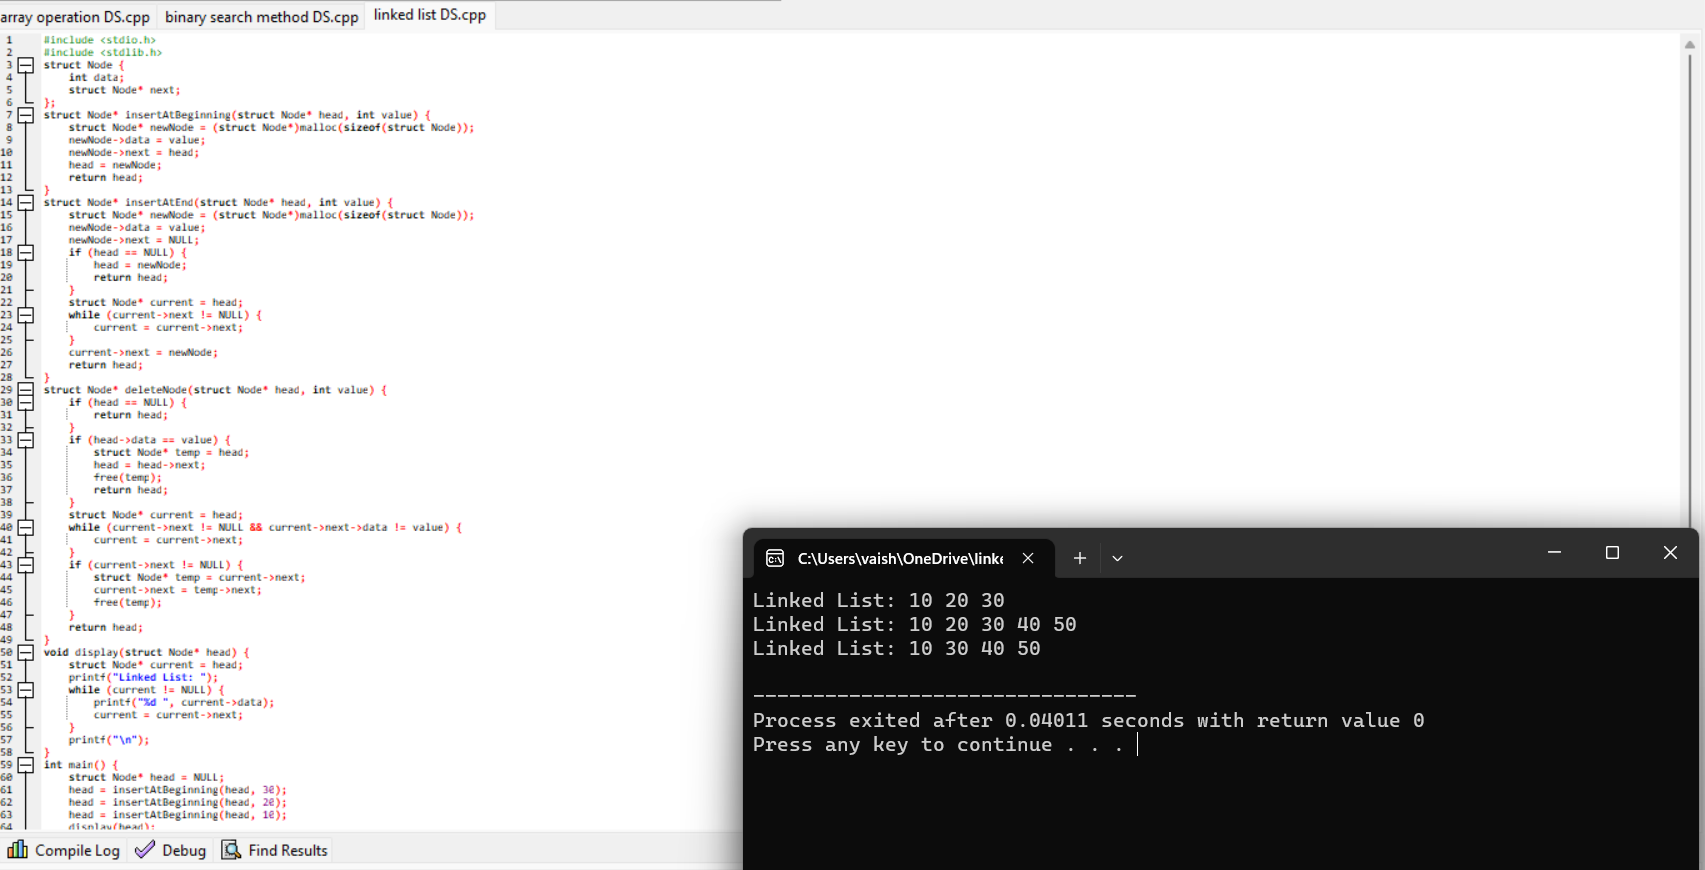 array operation DS.cpp
binary search method DS.cpp
linked list DS.cpp
1 #include <stdio.h>
2 #include <stdlib.h>
3 struct Node {
4 int data;
5 struct Node* next;
6 };
7 struct Node* insertAtBeginning(struct Node* head, int value) {
8 struct Node* newNode = (struct Node*)malloc(sizeof(struct Node));
9 newNode->data = value;
10 newNode->next = head;
11 head = newNode;
12 return head;
13 }
14 struct Node* insertAtEnd(struct Node* head, int value) {
15 struct Node* newNode = (struct Node*)malloc(sizeof(struct Node));
16 newNode->data = value;
17 newNode->next = NULL;
18 if (head == NULL) {
19 head = newNode;
20 return head;
21 }
22 struct Node* current = head;
23 while (current->next != NULL) {
24 current = current->next;
25 }
26 current->next = newNode;
27 return head;
28 }
29 struct Node* deleteNode(struct Node* head, int value) {
30 if (head == NULL) {
31 return head;
32 }
33 if (head->data == value) {
34 struct Node* temp = head;
35 head = head->next;
36 free(temp);
37 return head;
38 }
39 struct Node* current = head;
40 while (current->next != NULL && current->next->data != value) {
41 current = current->next;
42 }
43 if (current->next != NULL) {
44 struct Node* temp = current->next;
45 current->next = temp->next;
46 free(temp);
47 }
48 return head;
49 }
50 void display(struct Node* head) {
51 struct Node* current = head;
52 printf("Linked List: ");
53 while (current != NULL) {
54 printf("%d ", current->data);
55 current = current->next;
56 }
57 printf("\n");
58 }
59 int main() {
60 struct Node* head = NULL;
61 head = insertAtBeginning(head, 30);
62 head = insertAtBeginning(head, 20);
63 head = insertAtBeginning(head, 10);
64 display(head);
Compile Log
Debug
Find Results
C:\Users\vaish\OneDrive\linke
Linked List: 10 20 30
Linked List: 10 20 30 40 50
Linked List: 10 30 40 50
--------------------------------
Process exited after 0.04011 seconds with return value 0
Press any key to continue . . .